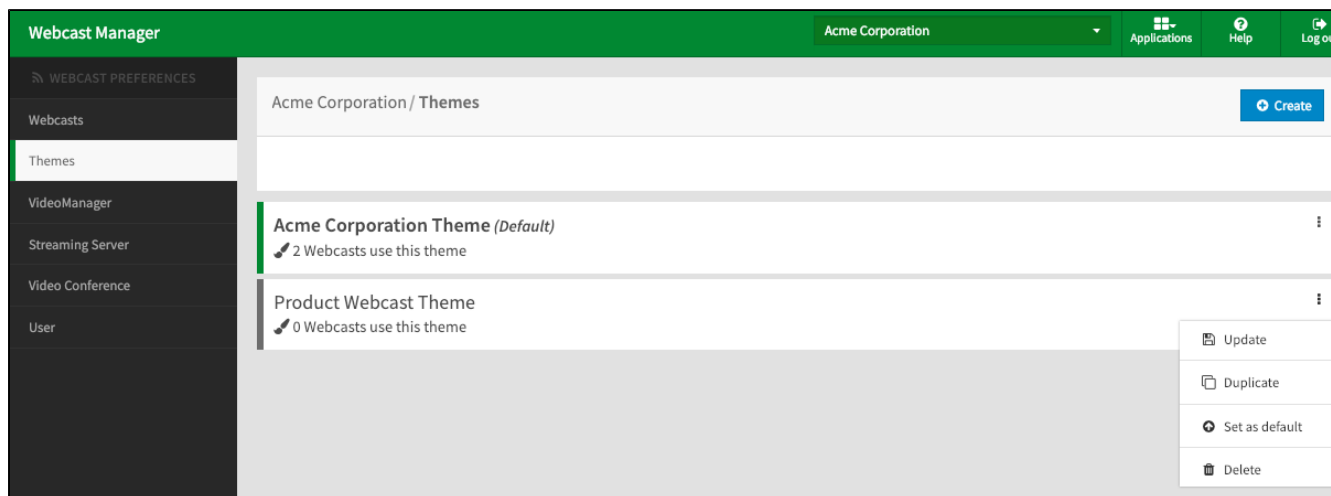 Webcast Manager
Acme Corporation
Applications
Help
WEBCAST PREFERENCES
Webcasts
Themes
VideoManager
Streaming Server
Video Conference
User
Acme Corporation / Themes
Create
Acme Corporation Theme (Default)
2 Webcasts use this theme
Product Webcast Theme
0 Webcasts use this theme
Update
Duplicate
Set as default
Delete